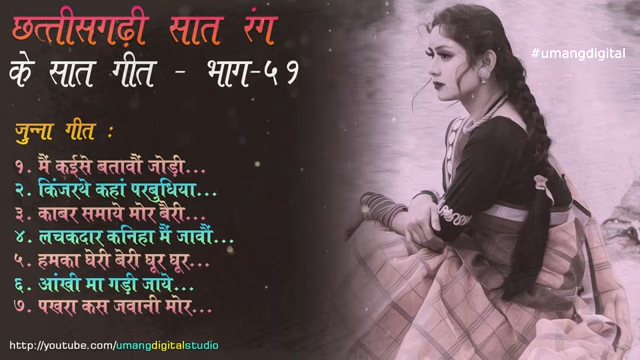 छत्तीसगढ़ी सात रंग
के सात गीत - भाग-५१
#umangdigital
जुन्ना गीत :
१. मैं कईसे बतावौं जोड़ी...
२. किंजरथे कहां परबुधिया...
३. काबर समाये मोर बैरी...
४. लचकदार कनिहा मैं जावौं...
५. हमका घेरी बेरी घूर घूर...
६. आंखी मा गड़ी जाये...
७. पखरा कस जवानी मोर...
http://youtube.com/umangdigitalstudio